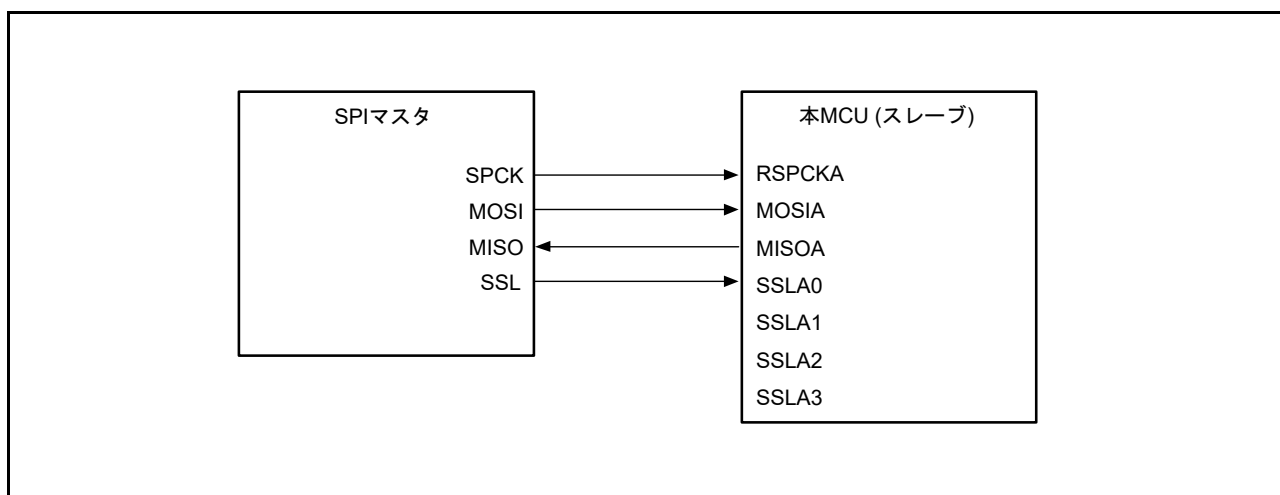 SPIマスタ
SPCK
MOSI
MISO
SSL
本MCU (スレーブ)
RSPCKA
MOSIA
MISOA
SSLA0
SSLA1
SSLA2
SSLA3